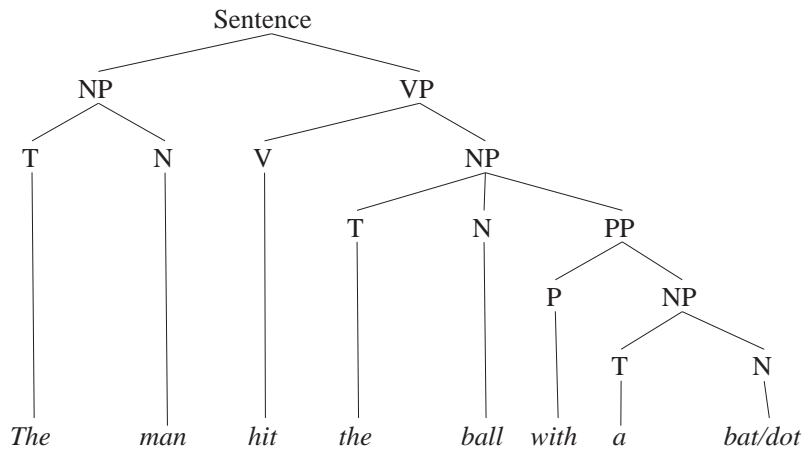 Sentence
NP VP
T N V NP
T N PP
P NP
T N
The man hit the ball with a bat/dot